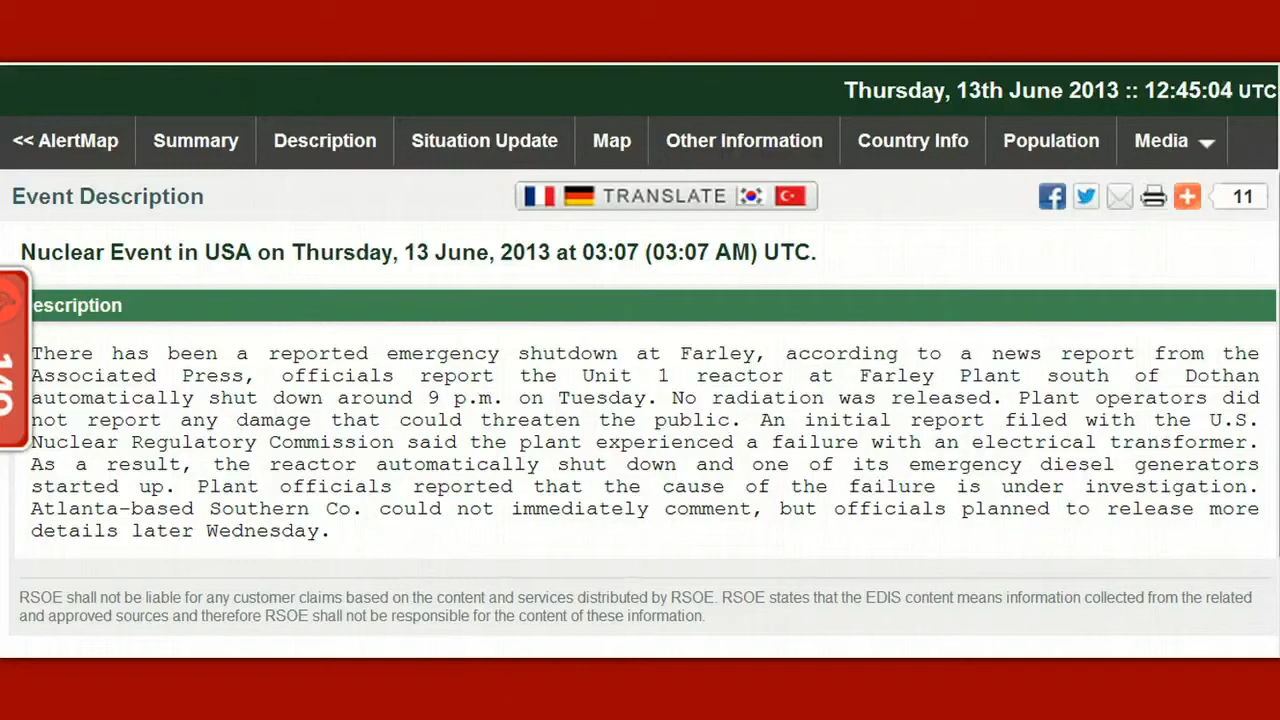 Thursday, 13th June 2013 :: 12:45:04 UTC
<< AlertMap Summary Description Situation Update Map Other Information Country Info Population Media
Event Description TRANSLATE 11
Nuclear Event in USA on Thursday, 13 June, 2013 at 03:07 (03:07 AM) UTC.
escription
There has been a reported emergency shutdown at Farley, according to a news report from the
Associated Press, officials report the Unit 1 reactor at Farley Plant south of Dothan
automatically shut down around 9 p.m. on Tuesday. No radiation was released. Plant operators did
not report any damage that could threaten the public. An initial report filed with the U.S.
Nuclear Regulatory Commission said the plant experienced a failure with an electrical transformer.
As a result, the reactor automatically shut down and one of its emergency diesel generators
started up. Plant officials reported that the cause of the failure is under investigation.
Atlanta-based Southern Co. could not immediately comment, but officials planned to release more
details later Wednesday.
RSOE shall not be liable for any customer claims based on the content and services distributed by RSOE. RSOE states that the EDIS content means information collected from the related
and approved sources and therefore RSOE shall not be responsible for the content of these information.